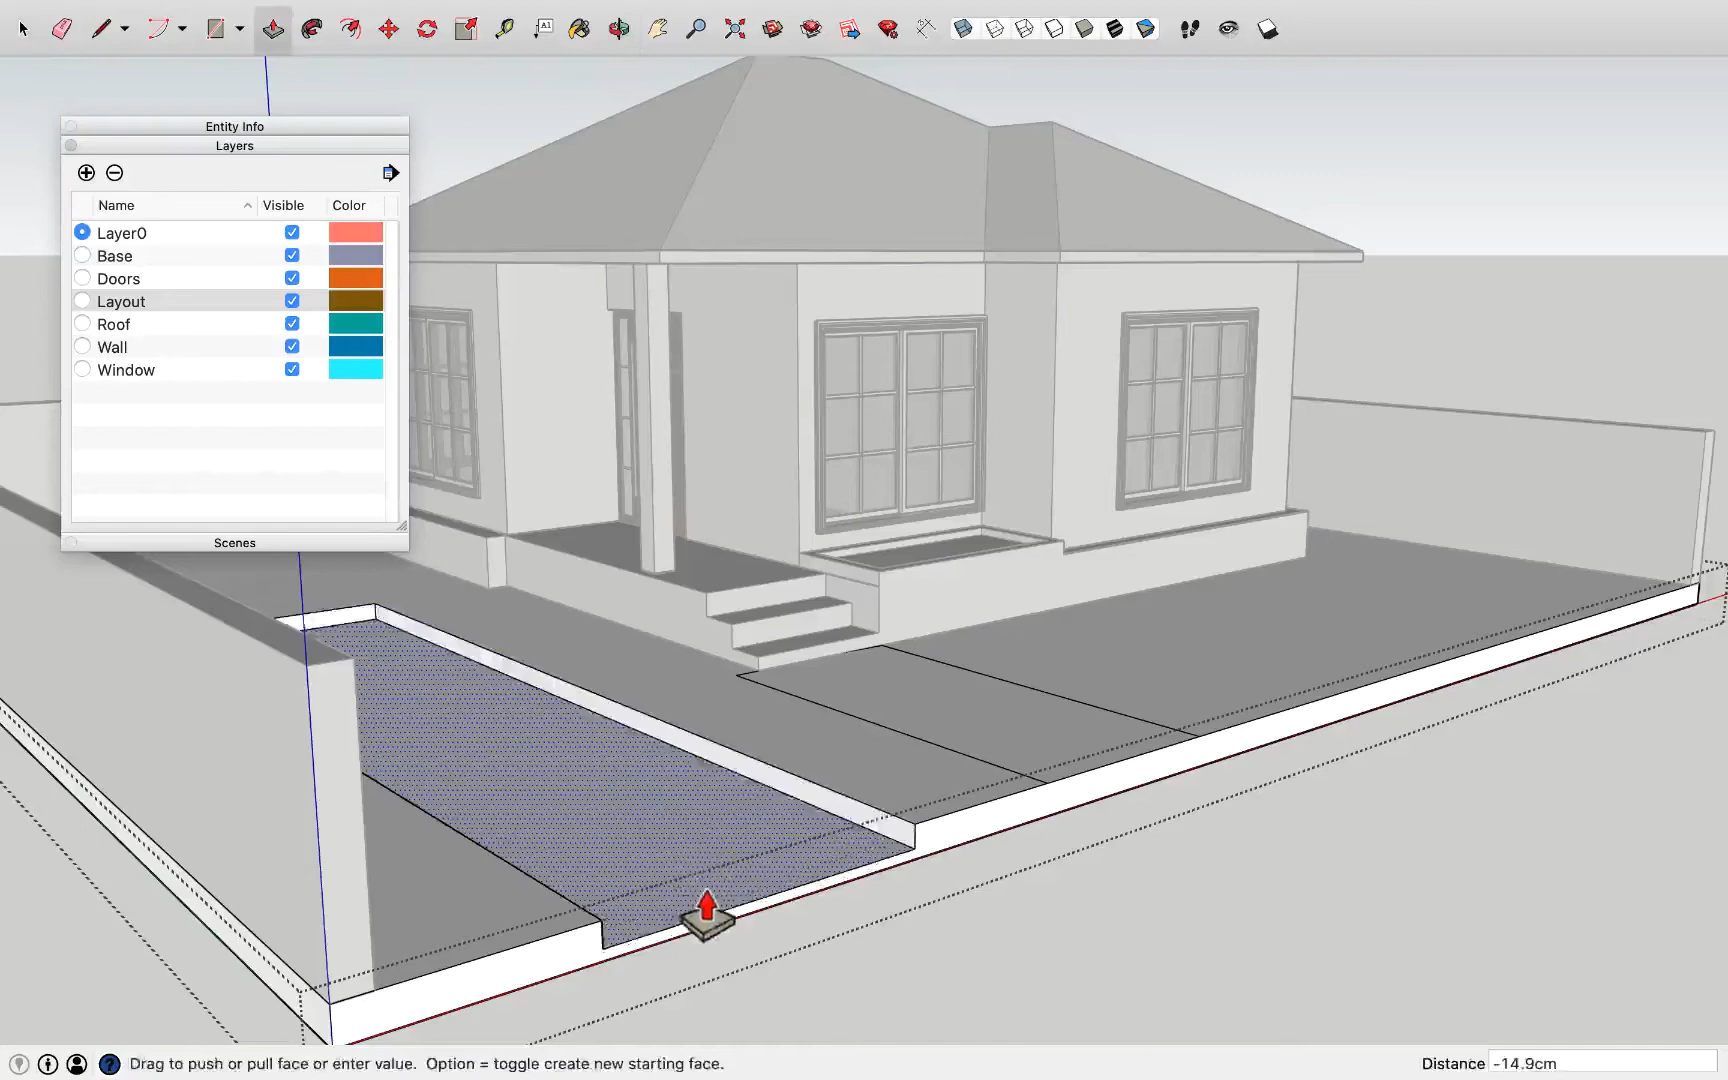 A1
Entity Info
Layers
Name Visible Color
Layer0
Base
Doors
Layout
Roof
Wall
Window
Scenes
Drag to push or pull face or enter value. Option = toggle create new starting face.
Distance -14.9cm